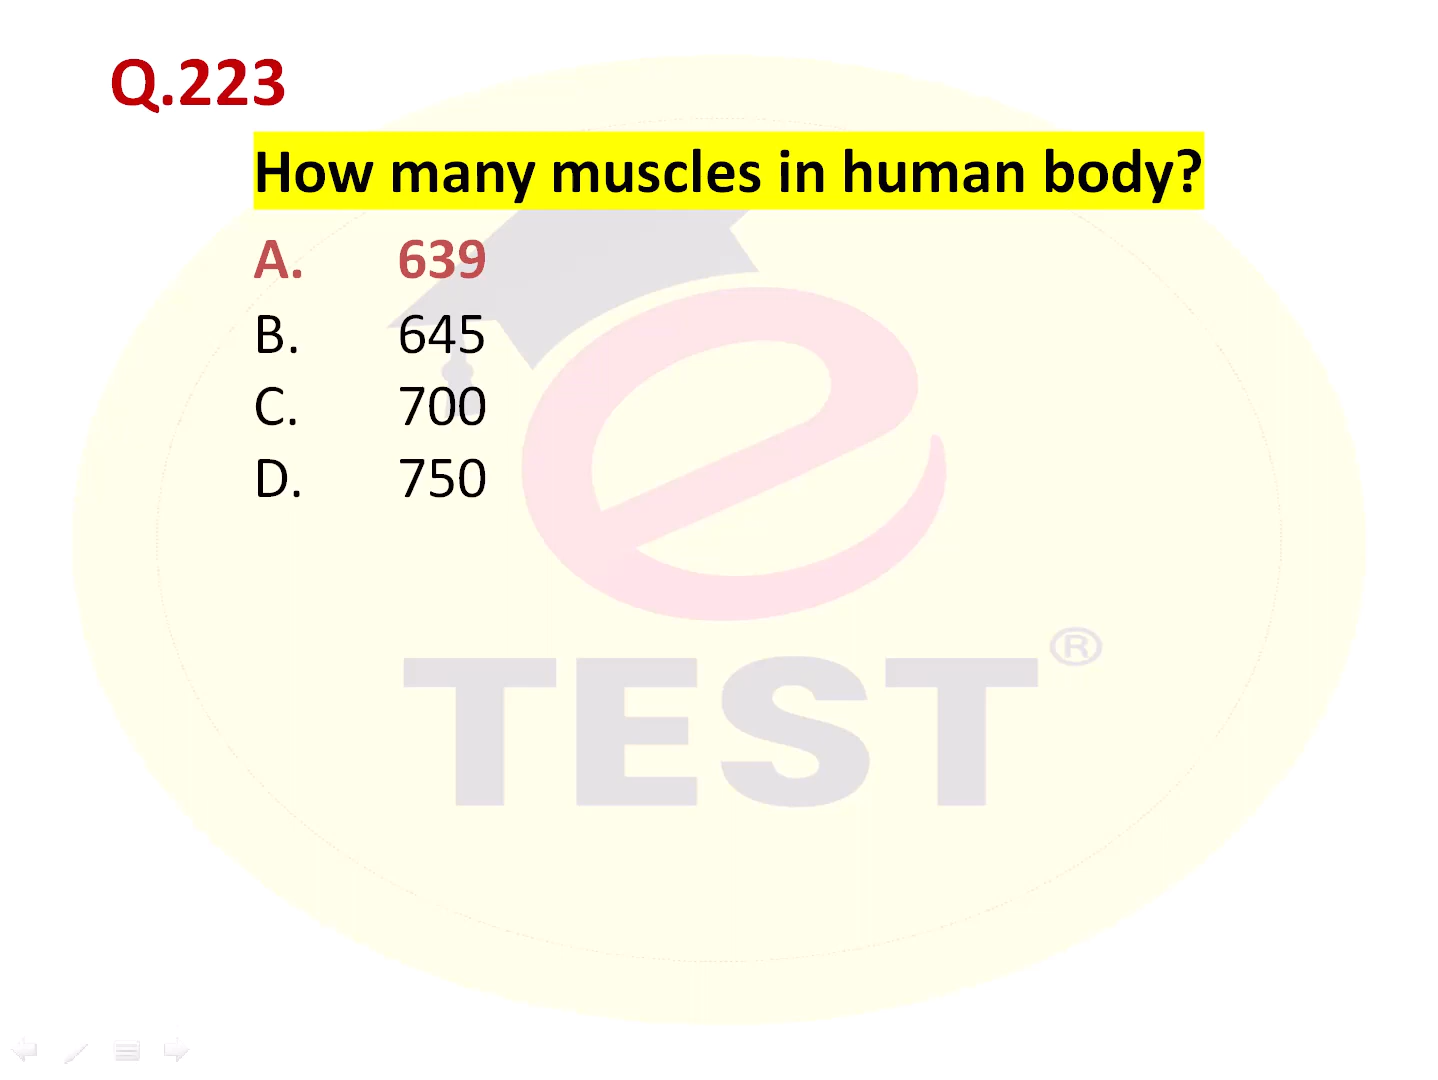 Q.223
How many muscles in human body?
A. 639
B. 645
C. 700
D. 750
e
TEST®